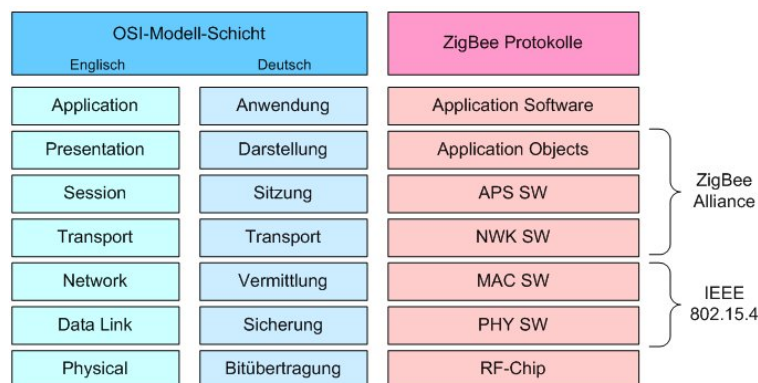 OSI-Modell-Schicht
Englisch Deutsch
ZigBee Protokolle
Application Anwendung Application Software
Presentation Darstellung Application Objects
Session Sitzung APS SW
Transport Transport NWK SW
Network Vermittlung MAC SW
Data Link Sicherung PHY SW
Physical Bitübertragung RF-Chip
ZigBee
Alliance
IEEE
802.15.4